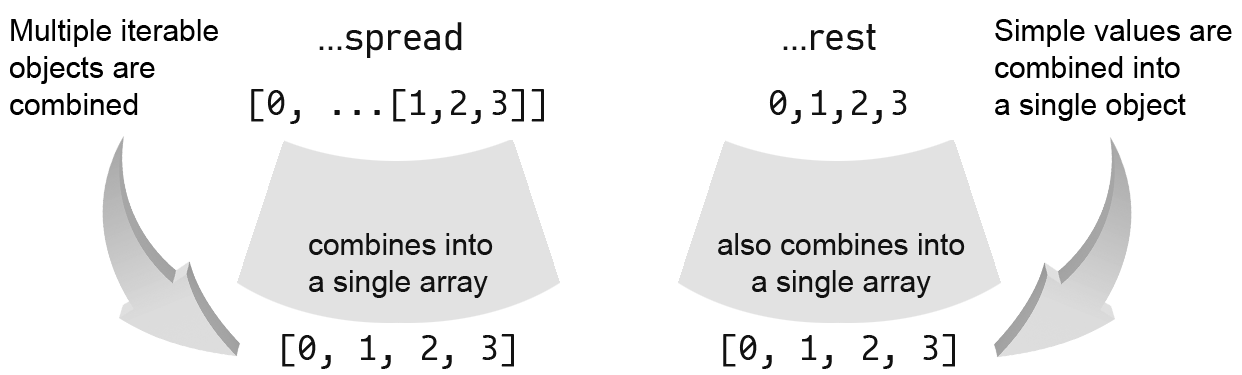 Multiple iterable
objects are
combined
...spread
[0, ...[1,2,3]]
combines into
a single array
[0, 1, 2, 3]
...rest
0,1,2,3
also combines into
a single array
[0, 1, 2, 3]
Simple values are
combined into
a single object